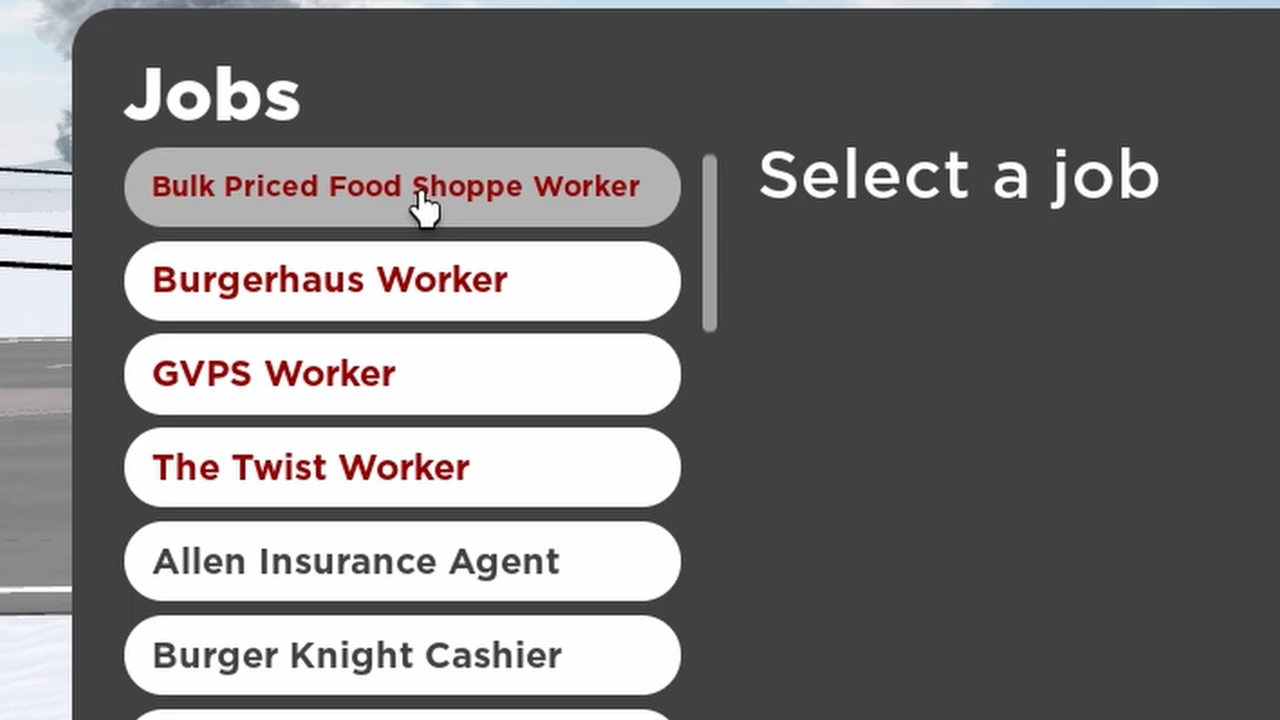 Jobs
Bulk Priced Food Shoppe Worker
Burgerhaus Worker
GVPS Worker
The Twist Worker
Allen Insurance Agent
Burger Knight Cashier
Select a job